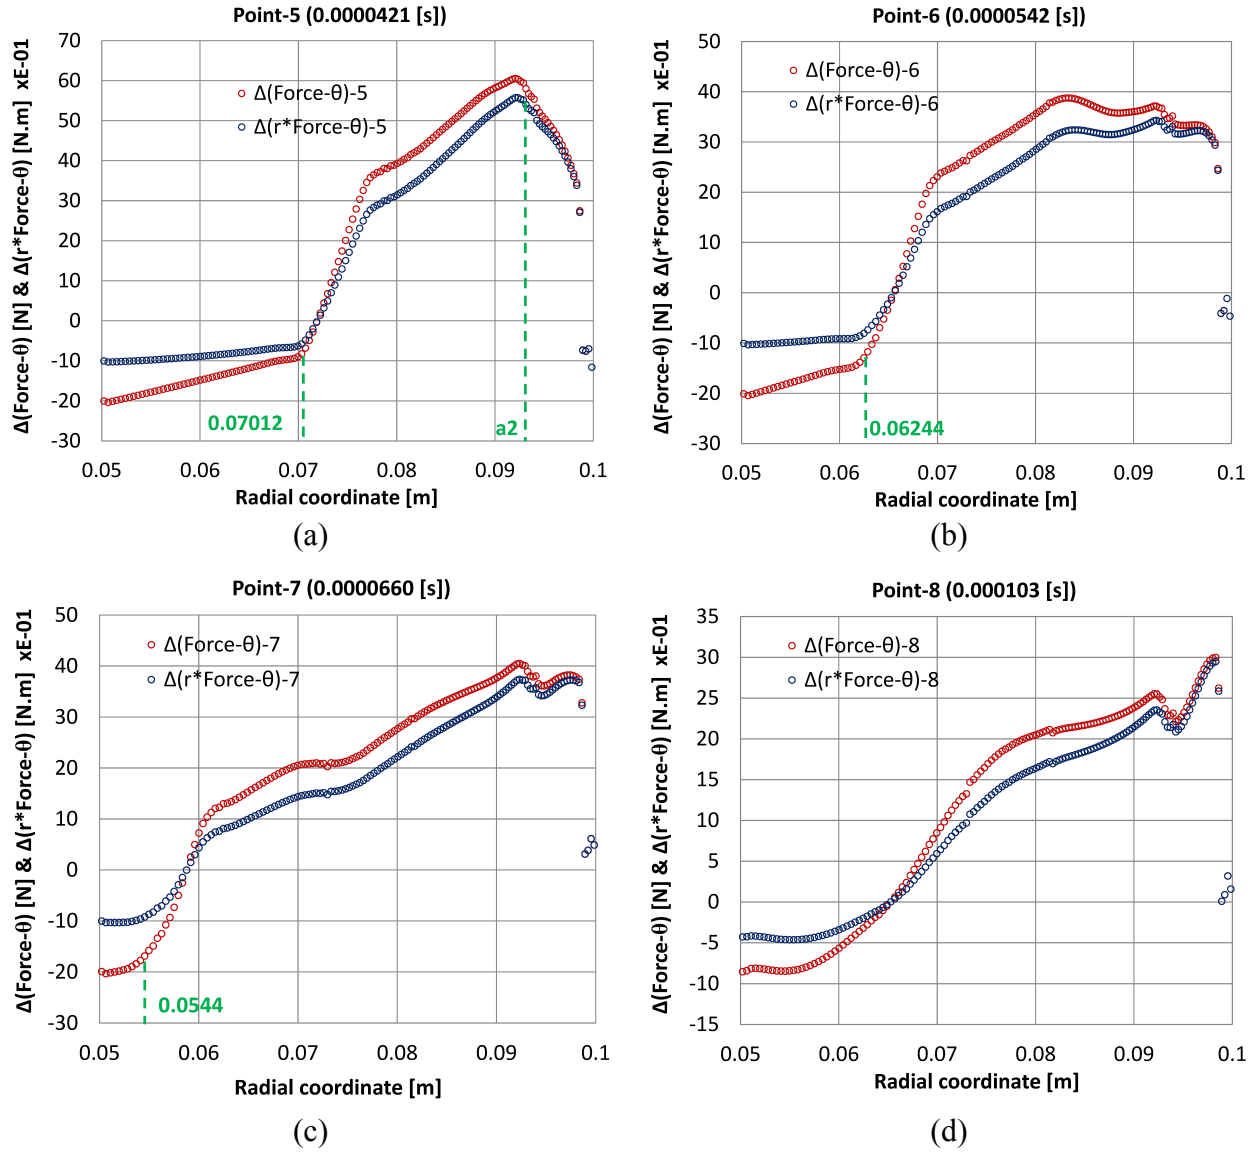 Point-5 (0.0000421 [s])
Δ(Force-θ) [N] & Δ(r*Force-θ) [N.m] xE-01
70
60
50
40
30
20
10
0
-10
-20
-30
Δ(Force-θ)-5
Δ(r*Force-θ)-5
0.07012
a2
0.05
0.06
0.07
0.08
0.09
0.1
Radial coordinate [m]
(a)
Point-6 (0.0000542 [s])
Δ(Force-θ) [N] & Δ(r*Force-θ) [N.m] xE-01
50
40
30
20
10
0
-10
-20
-30
Δ(Force-θ)-6
Δ(r*Force-θ)-6
0.06244
0.05
0.06
0.07
0.08
0.09
0.1
Radial coordinate [m]
(b)
Point-7 (0.0000660 [s])
Δ(Force-θ) [N] & Δ(r*Force-θ) [N.m] xE-01
50
40
30
20
10
0
-10
-20
-30
Δ(Force-θ)-7
Δ(r*Force-θ)-7
0.0544
0.05
0.06
0.07
0.08
0.09
0.1
Radial coordinate [m]
(c)
Point-8 (0.000103 [s])
Δ(Force-θ) [N] & Δ(r*Force-θ) [N.m] xE-01
35
30
25
20
15
10
5
0
-5
-10
-15
Δ(Force-θ)-8
Δ(r*Force-θ)-8
0.05
0.06
0.07
0.08
0.09
0.1
Radial coordinate [m]
(d)